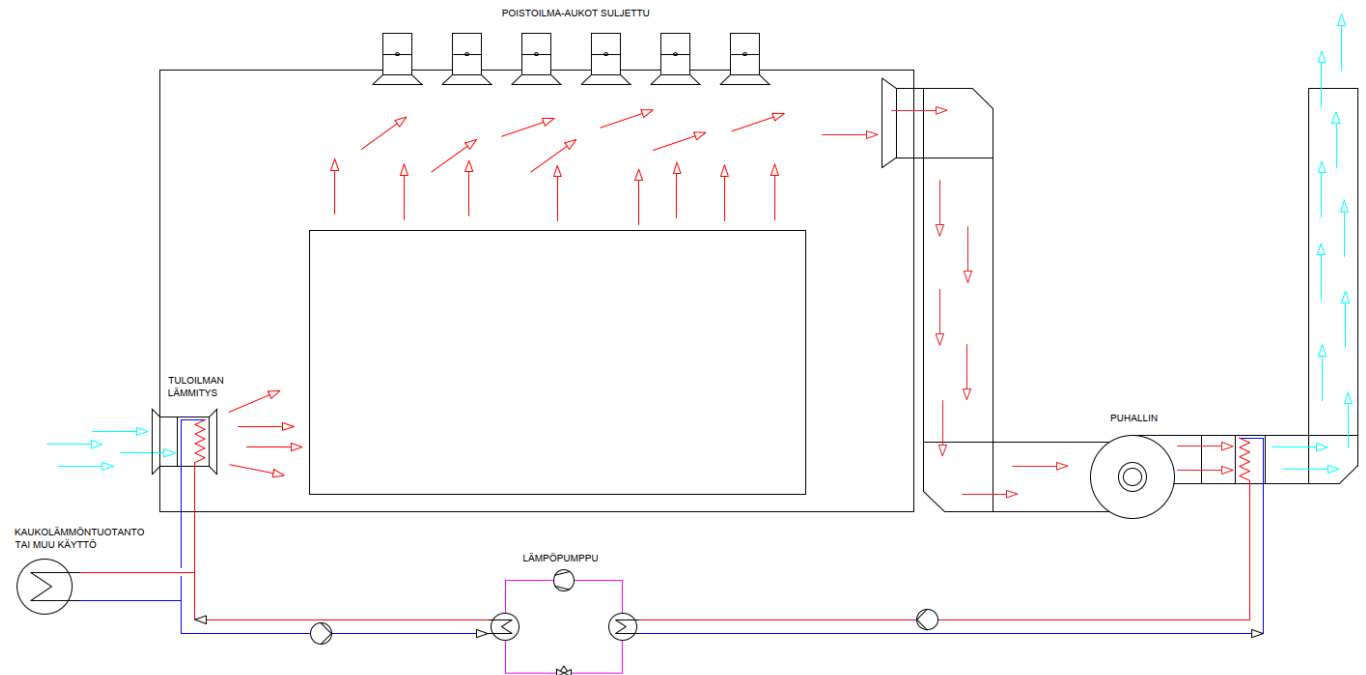 POISTOILMA-AUKOT SULJETTU
TULOILMAN
LÄMMITYS
PUHALLIN
KAUKOLÄMMÖNTUOTANTO
TAI MUU KÄYTTÖ
LÄMPÖPUMPPU